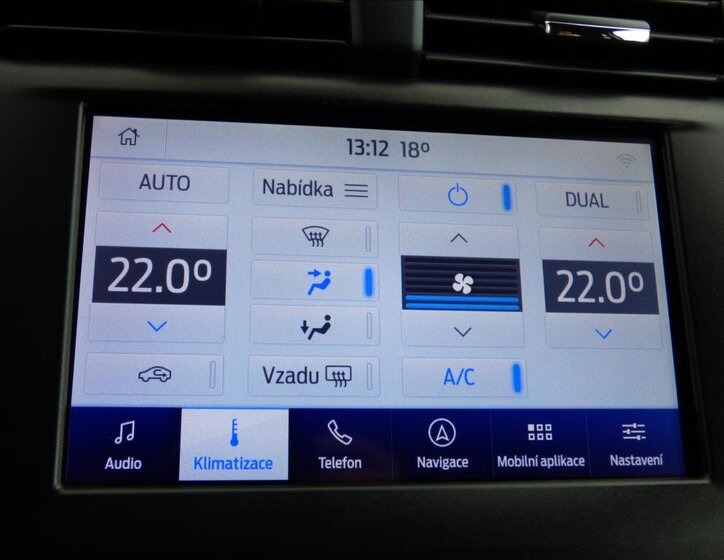 13:12 18º
AUTO
Nabídka
DUAL
22.0º
22.0º
Vzadu
A/C
Audio
Klimatizace
Telefon
Navigace
Mobilní aplikace
Nastavení